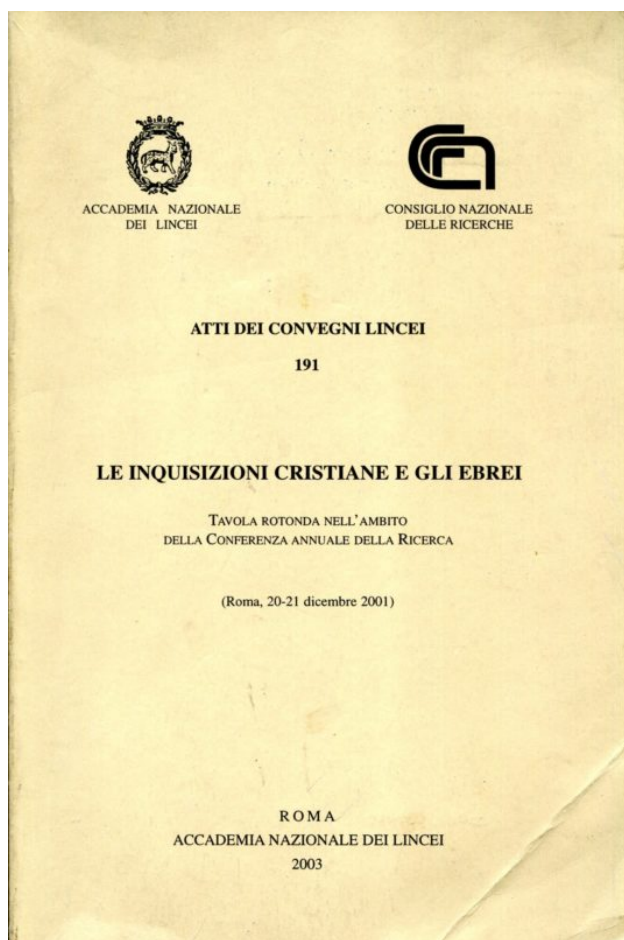 ACCADEMIA NAZIONALE
DEI LINCEI
CONSIGLIO NAZIONALE
DELLE RICERCHE
ATTI DEI CONVEGNI LINCEI
191
LE INQUISIZIONI CRISTIANE E GLI EBREI
TAVOLA ROTONDA NELL'AMBITO
DELLA CONFERENZA ANNUALE DELLA RICERCA
(Roma, 20-21 dicembre 2001)
ROMA
ACCADEMIA NAZIONALE DEI LINCEI
2003